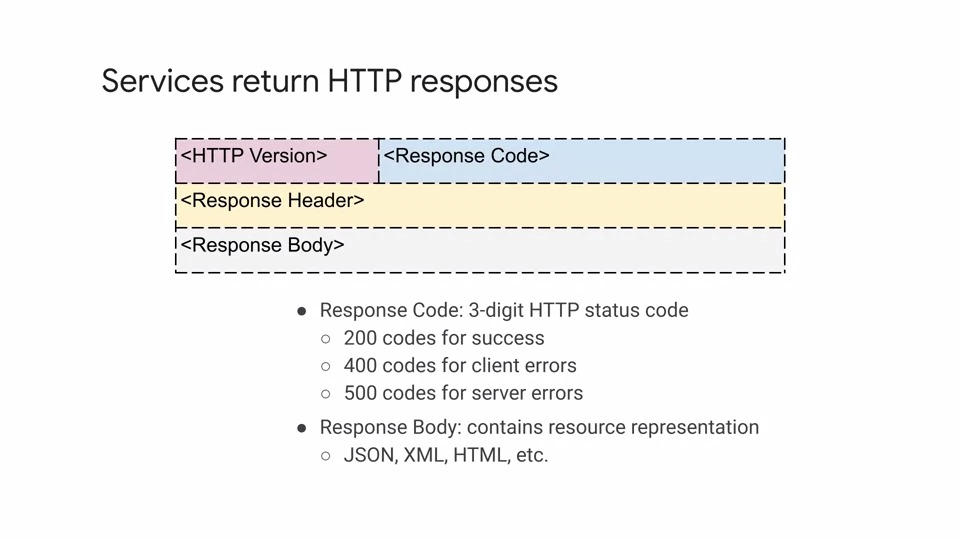 Services return HTTP responses
<HTTP Version> <Response Code>
<Response Header>
<Response Body>
● Response Code: 3-digit HTTP status code
○ 200 codes for success
○ 400 codes for client errors
○ 500 codes for server errors
● Response Body: contains resource representation
○ JSON, XML, HTML, etc.